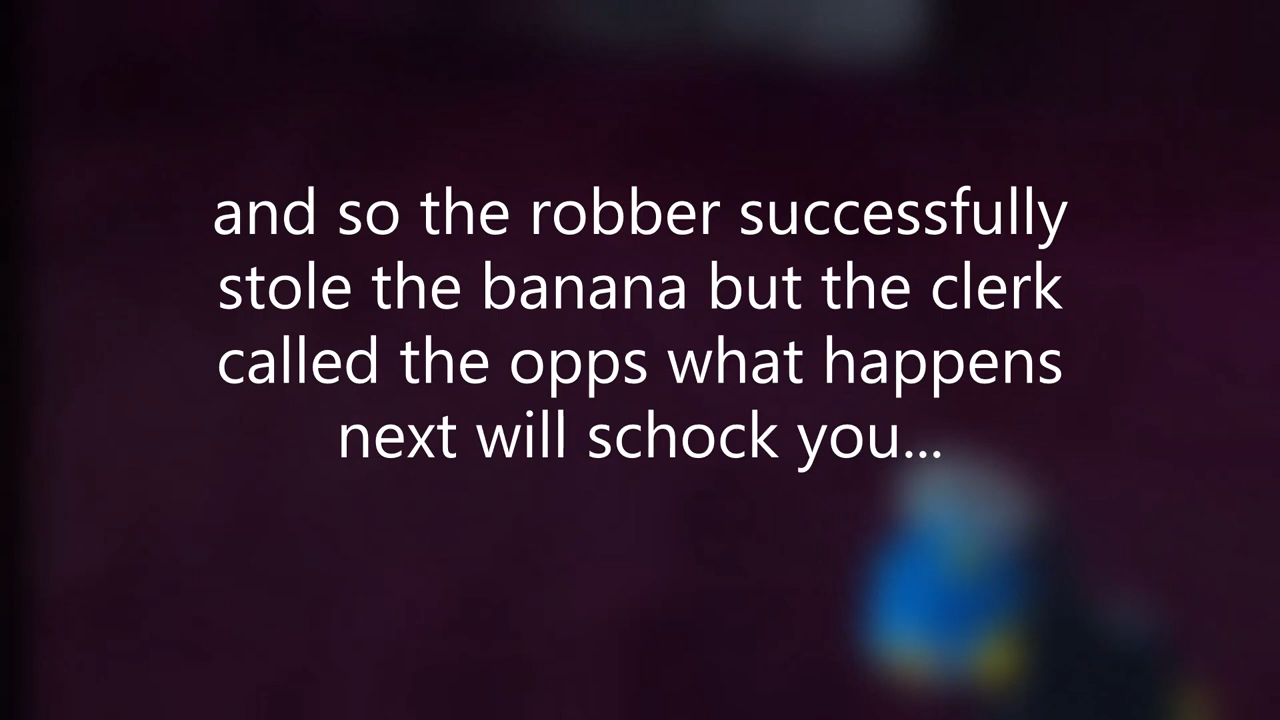 and so the robber successfully
stole the banana but the clerk
called the opps what happens
next will schock you...